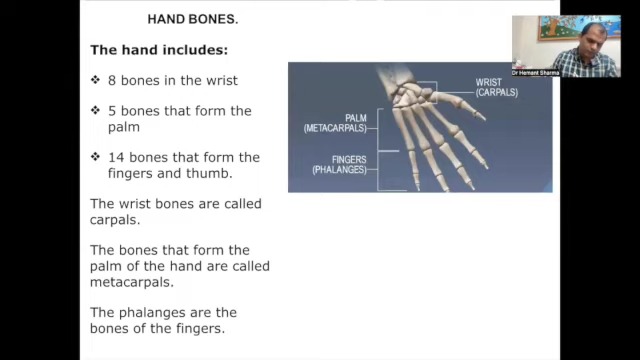 HAND BONES.
The hand includes:
❖ 8 bones in the wrist
❖ 5 bones that form the
palm
❖ 14 bones that form the
fingers and thumb.
The wrist bones are called
carpals.
The bones that form the
palm of the hand are called
metacarpals.
The phalanges are the
bones of the fingers.
WRIST
(CARPALS)
PALM
(METACARPALS)
FINGERS
(PHALANGES)
Dr Hemant Sharma